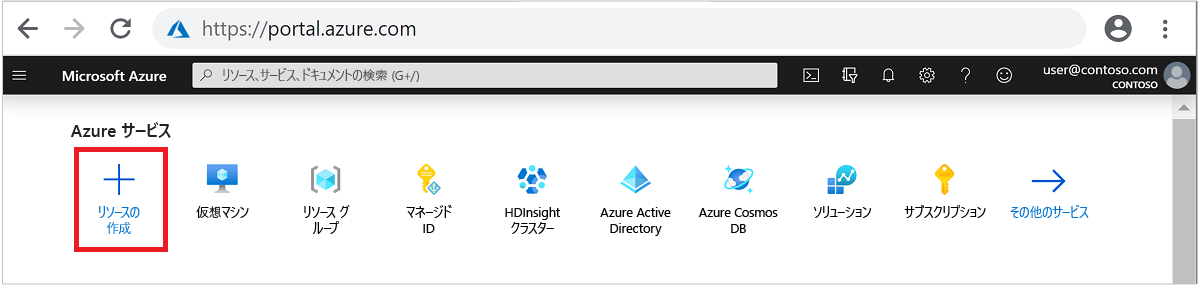 https://portal.azure.com
Microsoft Azure
リソース、サービス、ドキュメントの検索 (G+/)
user@contoso.com
CONTOSO
Azure サービス
リソースの
作成
仮想マシン
リソース グ
ループ
マネージド
ID
HDInsight
クラスター
Azure Active
Directory
Azure Cosmos
DB
ソリューション
サブスクリプション
その他のサービス